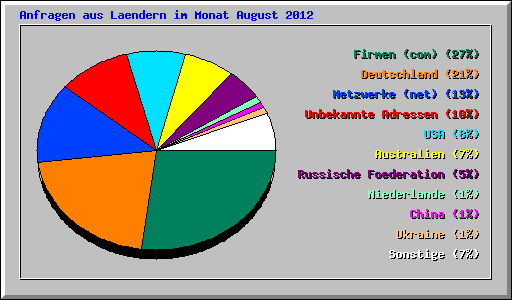 Anfragen aus Laendern im Monat August 2012
Firmen (com) (27%)
Deutschland (21%)
Netzwerke (net) (13%)
Unbekannte Adressen (10%)
USA (8%)
Australien (7%)
Russische Foederation (5%)
Niederlande (1%)
China (1%)
Ukraine (1%)
Sonstige (7%)